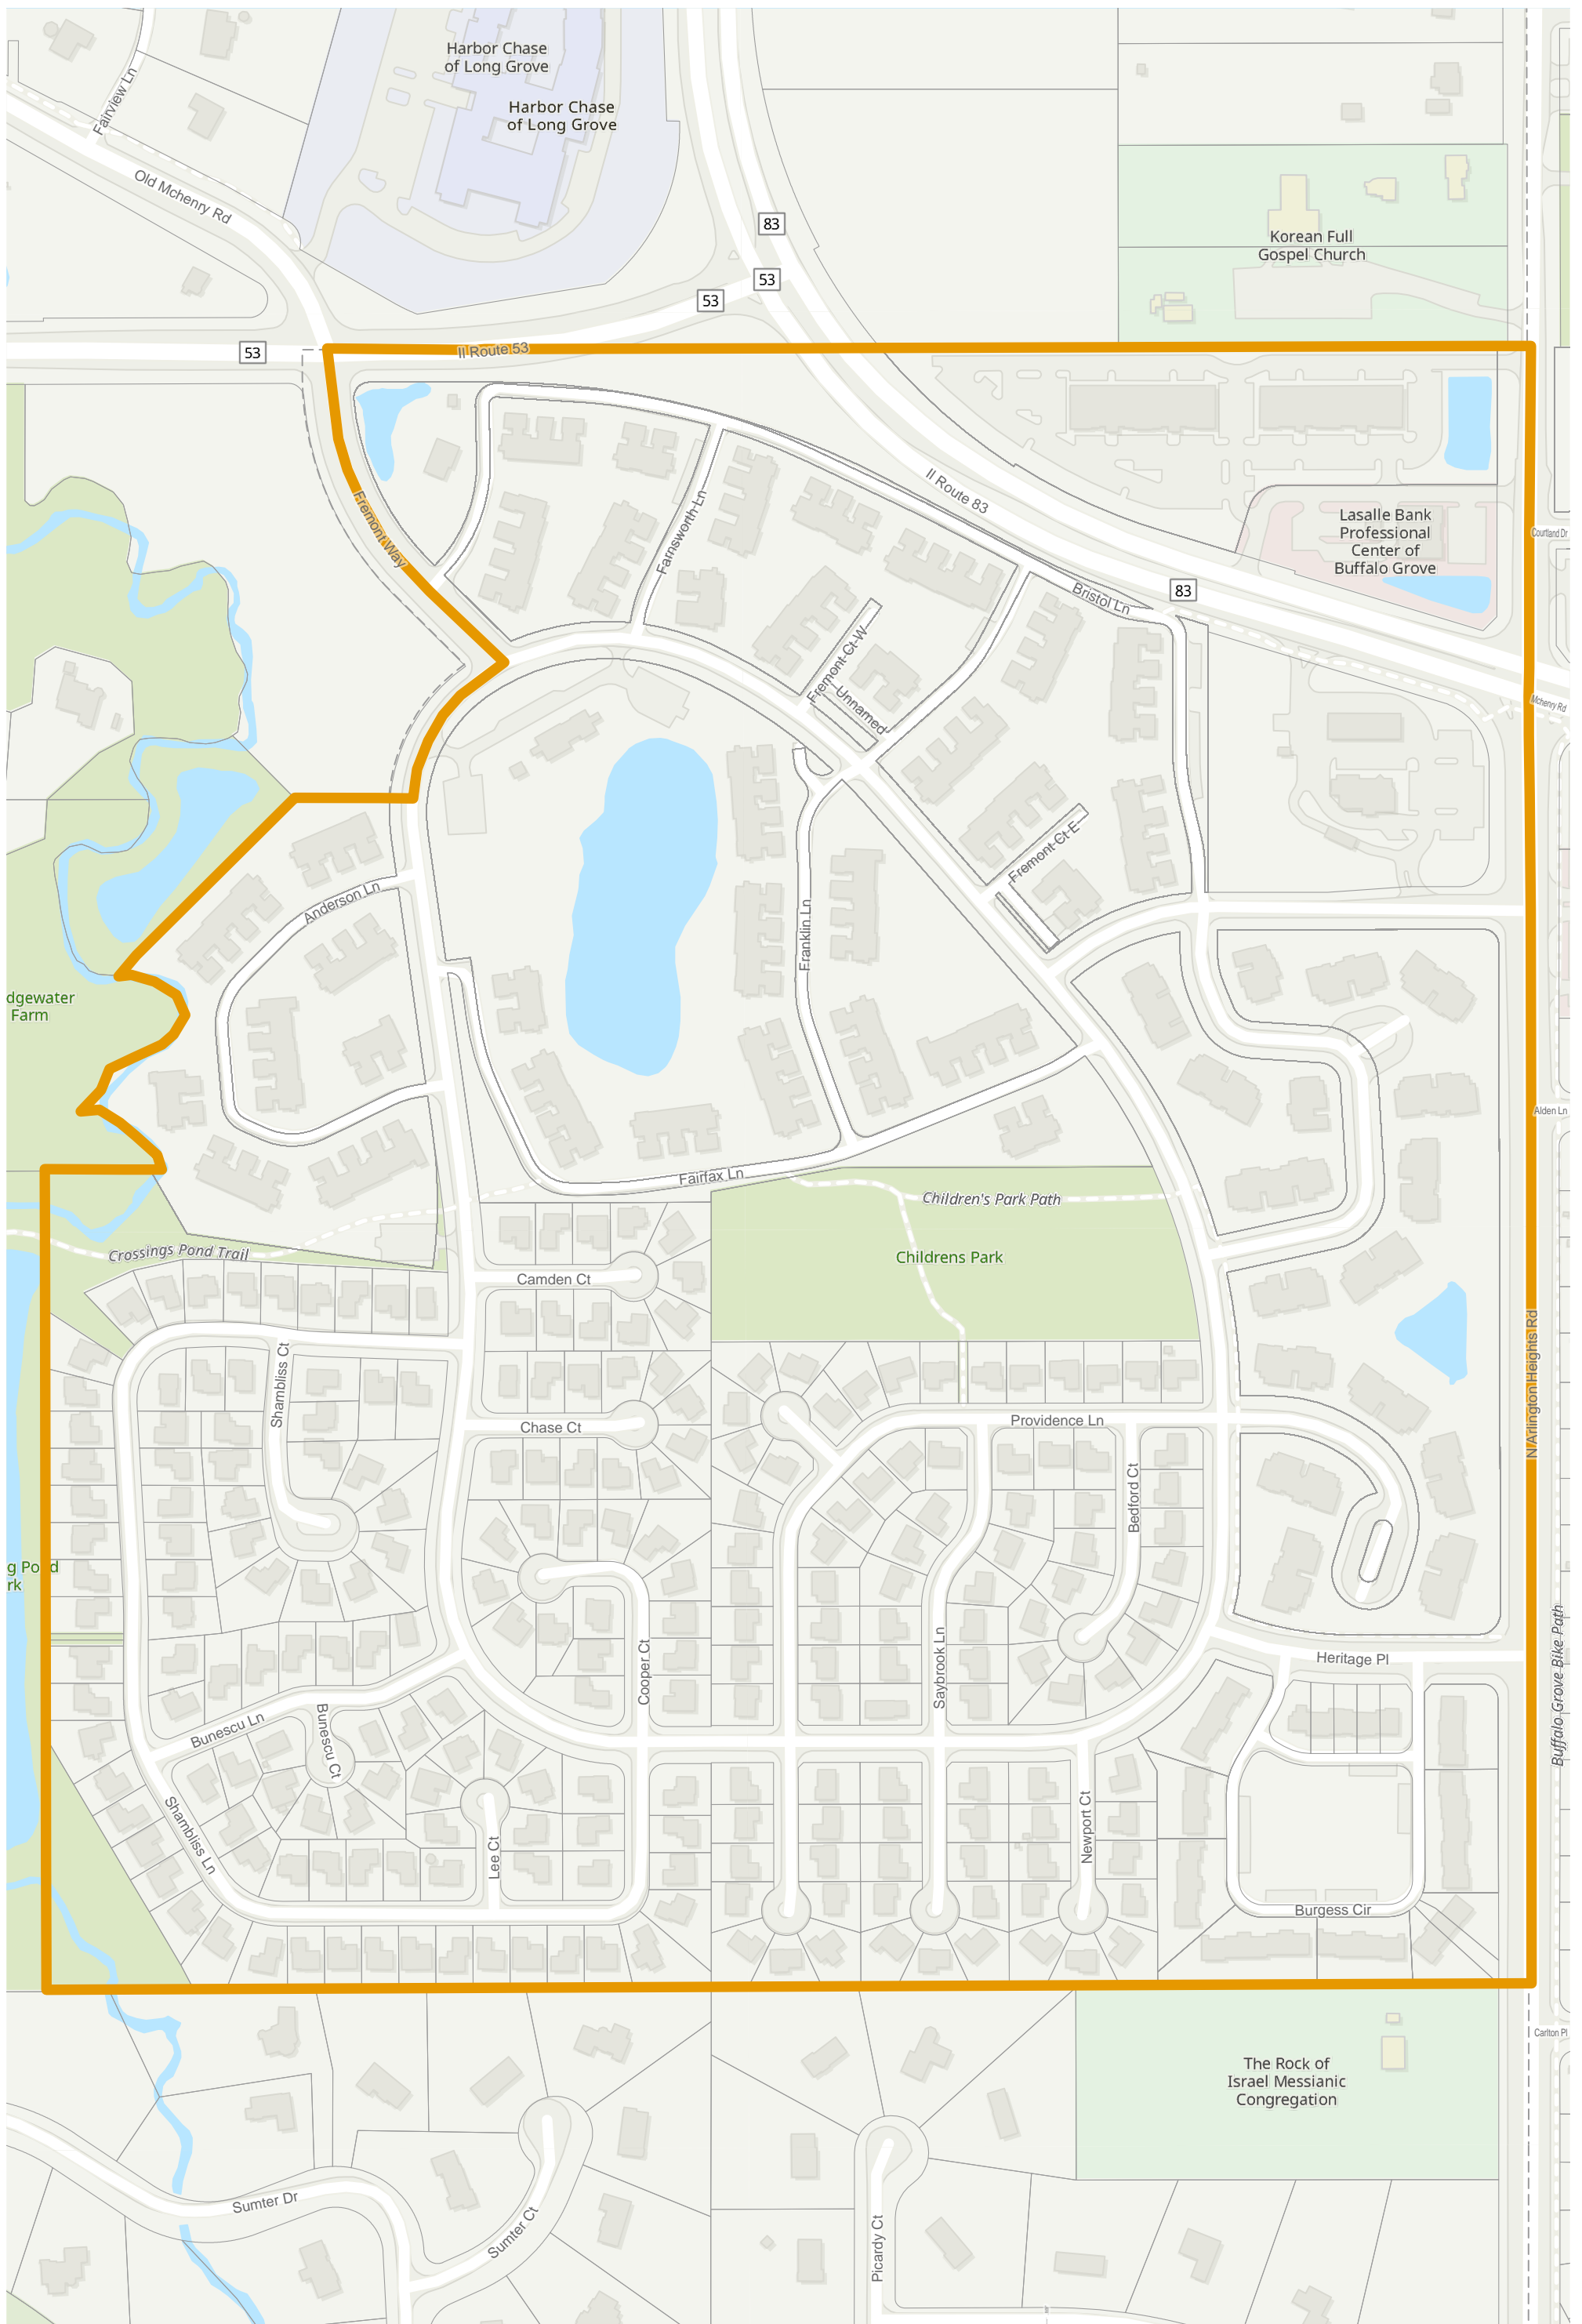 Harbor Chase
of Long Grove
Harbor Chase
of Long Grove
Fairview Ln
Old Mchenry Rd
83
Korean Full
Gospel Church
53
53
53
Il Route 53
Il Route 83
Fremont Way
Farnsworth Ln
Lasalle Bank
Professional
Center of
Buffalo Grove
Courtland Dr
83
Bristol Ln
Fremont Ct W
Unnamed
Mchenry Rd
Fremont Ct E
Anderson Ln
Franklin Ln
dgewater
Farm
Alden Ln
Fairfax Ln
Children's Park Path
Crossings Pond Trail
Childrens Park
Camden Ct
N Arlington Heights Rd
Shambliss Ct
Chase Ct
Providence Ln
Bedford Ct
g Pond
rk
Cooper Ct
Saybrook Ln
Heritage Pl
Buffalo Grove Bike Path
Bunescu Ln
Bunescu Ct
Shambliss Ln
Lee Ct
Newport Ct
Burgess Cir
Carlton Pl
The Rock of
Israel Messianic
Congregation
Sumter Dr
Sumter Ct
Picardy Ct